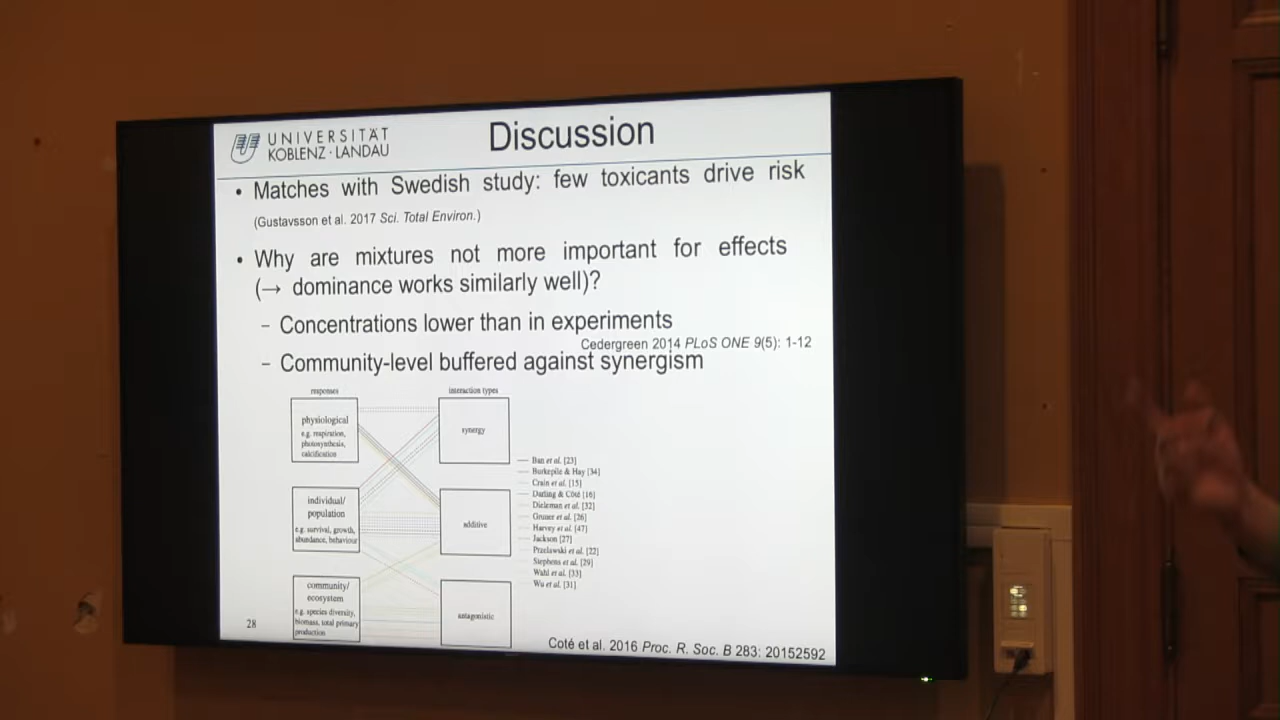 UNIVERSITÄT
KOBLENZ · LANDAU
Discussion
• Matches with Swedish study: few toxicants drive risk
(Gustavsson et al. 2017 Sci. Total Environ.)
• Why are mixtures not more important for effects
(→ dominance works similarly well)?
– Concentrations lower than in experiments
Cedergreen 2014 PLoS ONE 9(5): 1-12
– Community-level buffered against synergism
responses
interaction types
physiological
e.g. respiration,
photosynthesis,
calcification
synergy
individual/
population
e.g. survival, growth,
abundance, behaviour
additive
community/
ecosystem
e.g. species diversity,
biomass, total primary
production
antagonistic
Ban et al. [23]
Burkepile & Hay [34]
Crain et al. [15]
Darling & Côté [16]
Dieleman et al. [32]
Gruner et al. [26]
Harvey et al. [47]
Jackson [27]
Przeslawski et al. [22]
Stephens et al. [29]
Wahl et al. [33]
Wu et al. [31]
28
Coté et al. 2016 Proc. R. Soc. B 283: 20152592